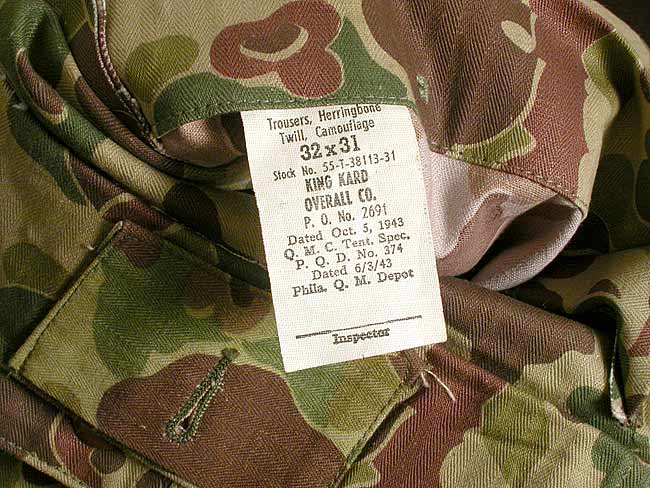 Trousers, Herringbone
Twill, Camouflage
32 x 31
Stock No. 55-T-38113-31
KING KARD
OVERALL CO.
P. O. No. 2691
Dated Oct. 5, 1943
Q. M. C. Tent. Spec.
P. Q. D. No. 374
Dated 6/3/43
Phila. Q. M. Depot
Inspector